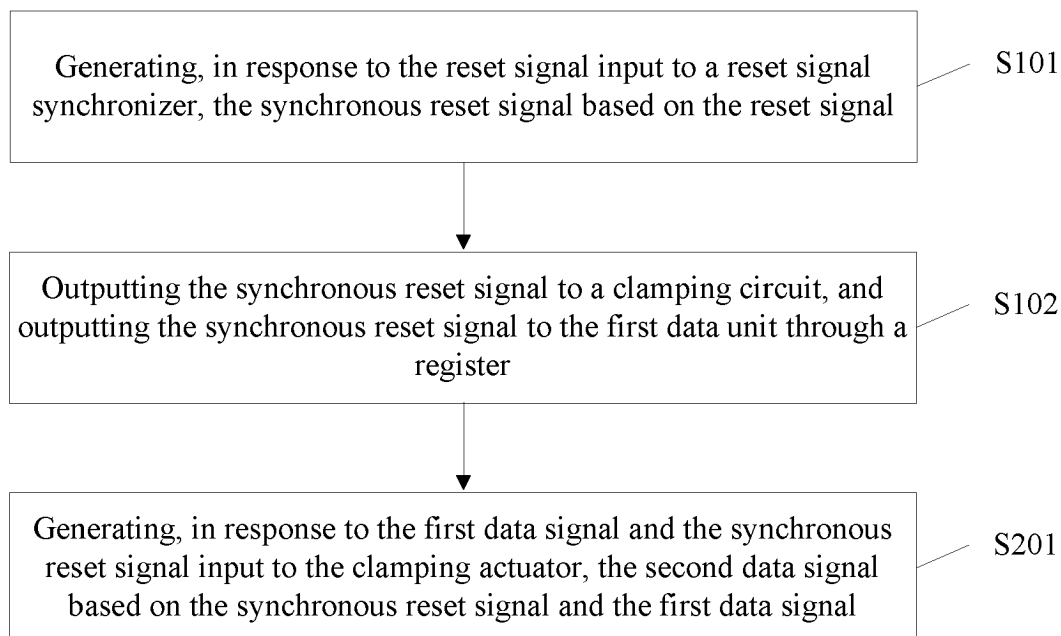 Generating, in response to the reset signal input to a reset signal
synchronizer, the synchronous reset signal based on the reset signal
S101
Outputting the synchronous reset signal to a clamping circuit, and
outputting the synchronous reset signal to the first data unit through a
register
S102
Generating, in response to the first data signal and the synchronous
reset signal input to the clamping actuator, the second data signal
based on the synchronous reset signal and the first data signal
S201